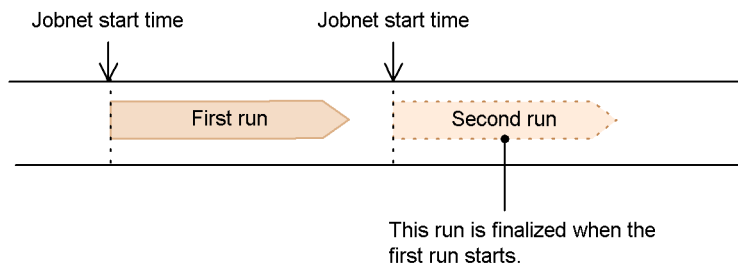 Jobnet start time
Jobnet start time
First run
Second run
This run is finalized when the
first run starts.